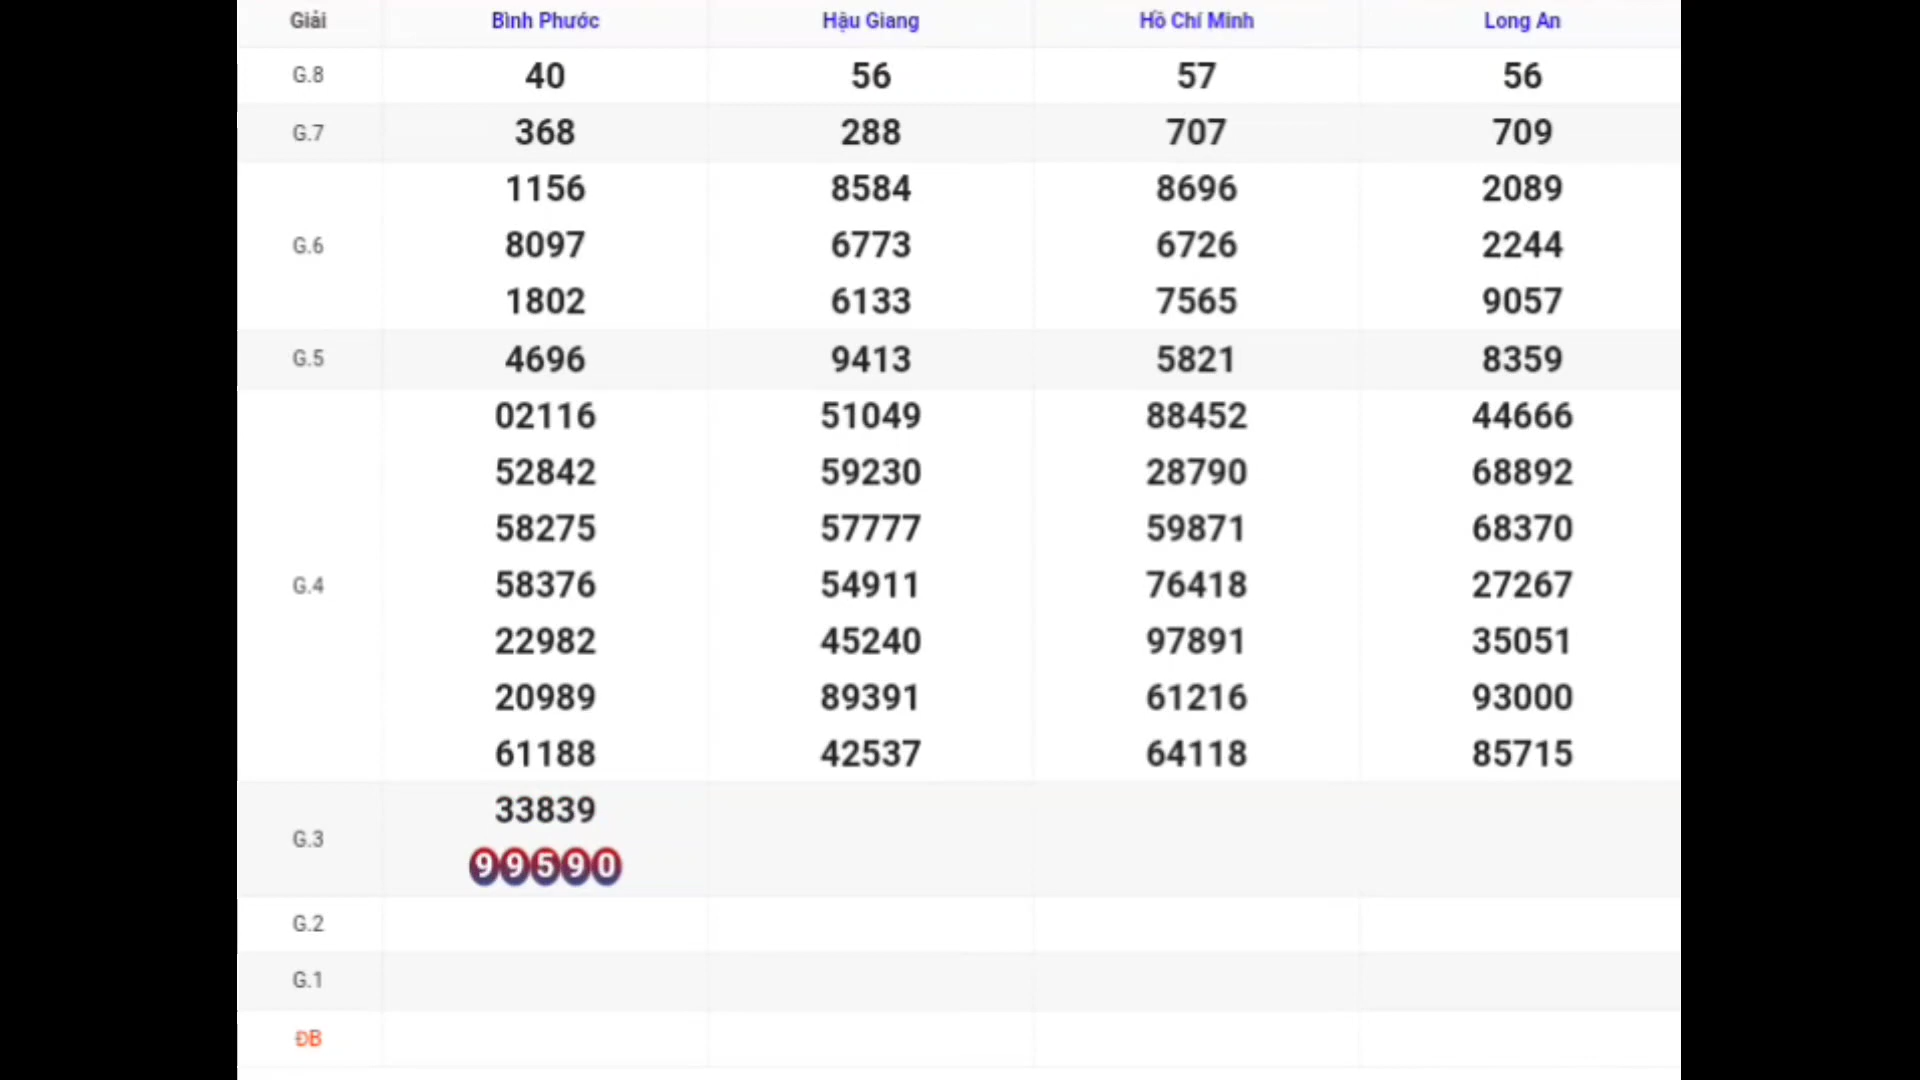 Giải Bình Phước Hậu Giang Hồ Chí Minh Long An
G.8 40 56 57 56
G.7 368 288 707 709
1156 8584 8696 2089
G.6 8097 6773 6726 2244
1802 6133 7565 9057
G.5 4696 9413 5821 8359
02116 51049 88452 44666
52842 59230 28790 68892
58275 57777 59871 68370
G.4 58376 54911 76418 27267
22982 45240 97891 35051
20989 89391 61216 93000
61188 42537 64118 85715
33839
G.3
99590
G.2
G.1
ĐB